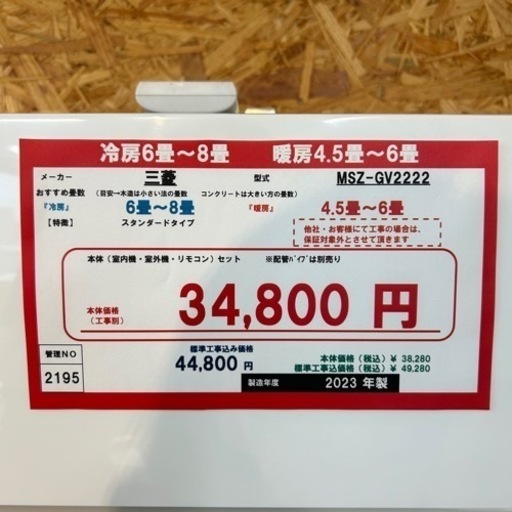 冷房6畳～8畳　暖房4.5畳～6畳
メーカー 三菱 型式 MSZ-GV2222
おすすめ畳数 (目安→木造は小さい法の畳数 コンクリートは大きい方の畳数)
『冷房』 6畳～8畳 『暖房』 4.5畳～6畳
【特徴】 スタンダードタイプ
他社・お客様にて工事の場合は、
保証対象外とさせて頂きます
本体（室内機・室外機・リモコン）セット ※配管ﾊﾟｲﾌﾟは別売り
本体価格
（工事別）
34,800 円
管理NO
2195
標準工事込み価格
44,800 円
本体価格（税込）¥ 38,280
標準工事込価格（税込）¥ 49,280
製造年度 2023 年製